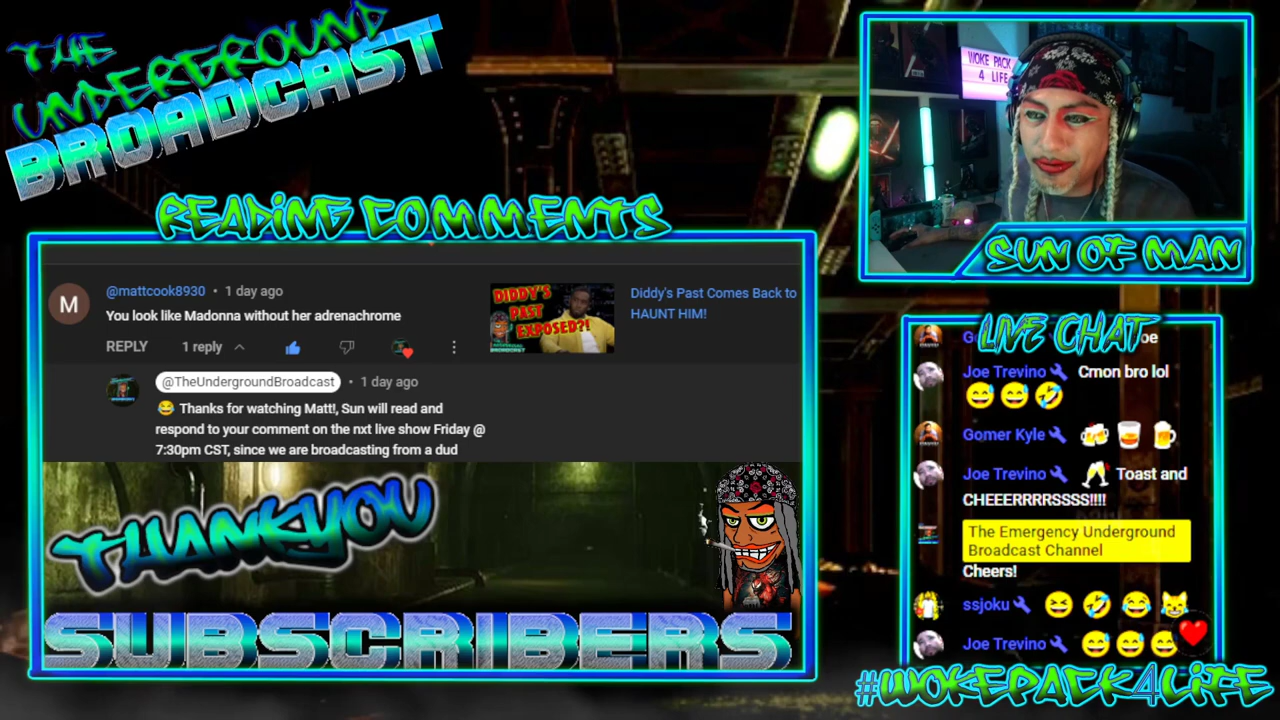 THE
UNDERGROUND
BROADCAST
WOKE PACK
4 LIFE
SUN OF MAN
READING COMMENTS
M
@mattcook8930 • 1 day ago
You look like Madonna without her adrenachrome
REPLY 1 reply
DIDDY'S
PAST
EXPOSED?!
Diddy's Past Comes Back to
HAUNT HIM!
@TheUndergroundBroadcast • 1 day ago
😂 Thanks for watching Matt!, Sun will read and
respond to your comment on the nxt live show Friday @
7:30pm CST, since we are broadcasting from a dud
THANKYOU
SUBSCRIBERS
LIVE CHAT
Joe Trevino Cmon bro lol
😅 😅 🤣
Gomer Kyle 🍻 🥃 🍺
Joe Trevino 🥂 Toast and
CHEEERRRRSSSS!!!!
The Emergency Underground
Broadcast Channel
Cheers!
ssjoku 😆 🤣 😂 😹
Joe Trevino 😅 😅 😅
#WOKEPACK4LIFE